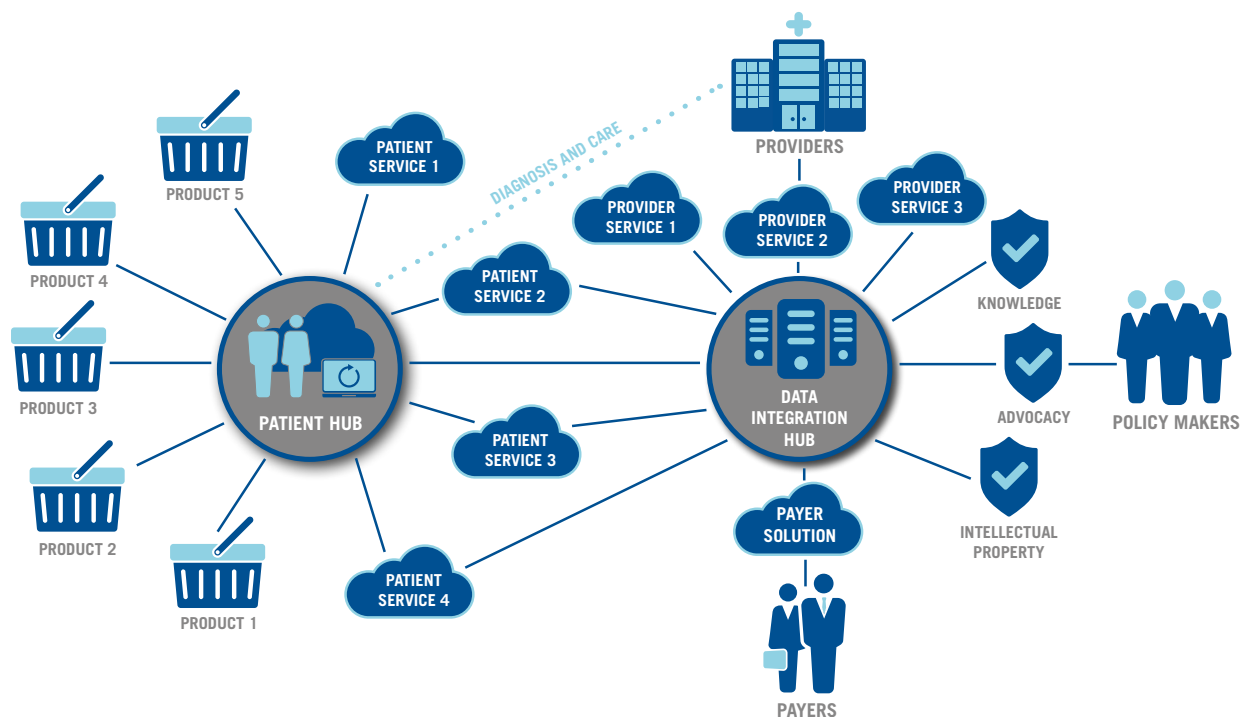 PRODUCT 5
PATIENT
SERVICE 1
DIAGNOSIS AND CARE
PROVIDERS
PRODUCT 4
PROVIDER
SERVICE 1
PROVIDER
SERVICE 2
PROVIDER
SERVICE 3
PATIENT
SERVICE 2
KNOWLEDGE
PRODUCT 3
PATIENT HUB
DATA
INTEGRATION
HUB
ADVOCACY
POLICY MAKERS
PATIENT
SERVICE 3
PRODUCT 2
PAYER
SOLUTION
INTELLECTUAL
PROPERTY
PRODUCT 1
PATIENT
SERVICE 4
PAYERS